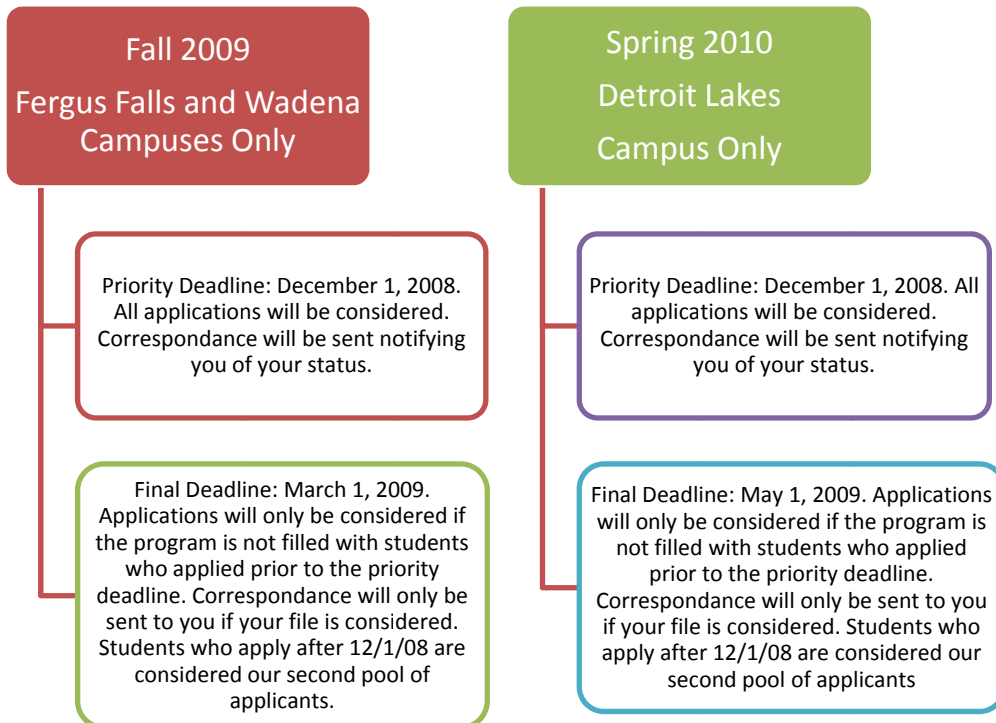 Fall 2009
Fergus Falls and Wadena
Campuses Only
Priority Deadline: December 1, 2008.
All applications will be considered.
Correspondance will be sent notifying
you of your status.
Final Deadline: March 1, 2009.
Applications will only be considered if
the program is not filled with students
who applied prior to the priority
deadline. Correspondance will only be
sent to you if your file is considered.
Students who apply after 12/1/08 are
considered our second pool of
applicants.
Spring 2010
Detroit Lakes
Campus Only
Priority Deadline: December 1, 2008. All
applications will be considered.
Correspondance will be sent notifying
you of your status.
Final Deadline: May 1, 2009. Applications
will only be considered if the program is
not filled with students who applied
prior to the priority deadline.
Correspondance will only be sent to you
if your file is considered. Students who
apply after 12/1/08 are considered our
second pool of applicants